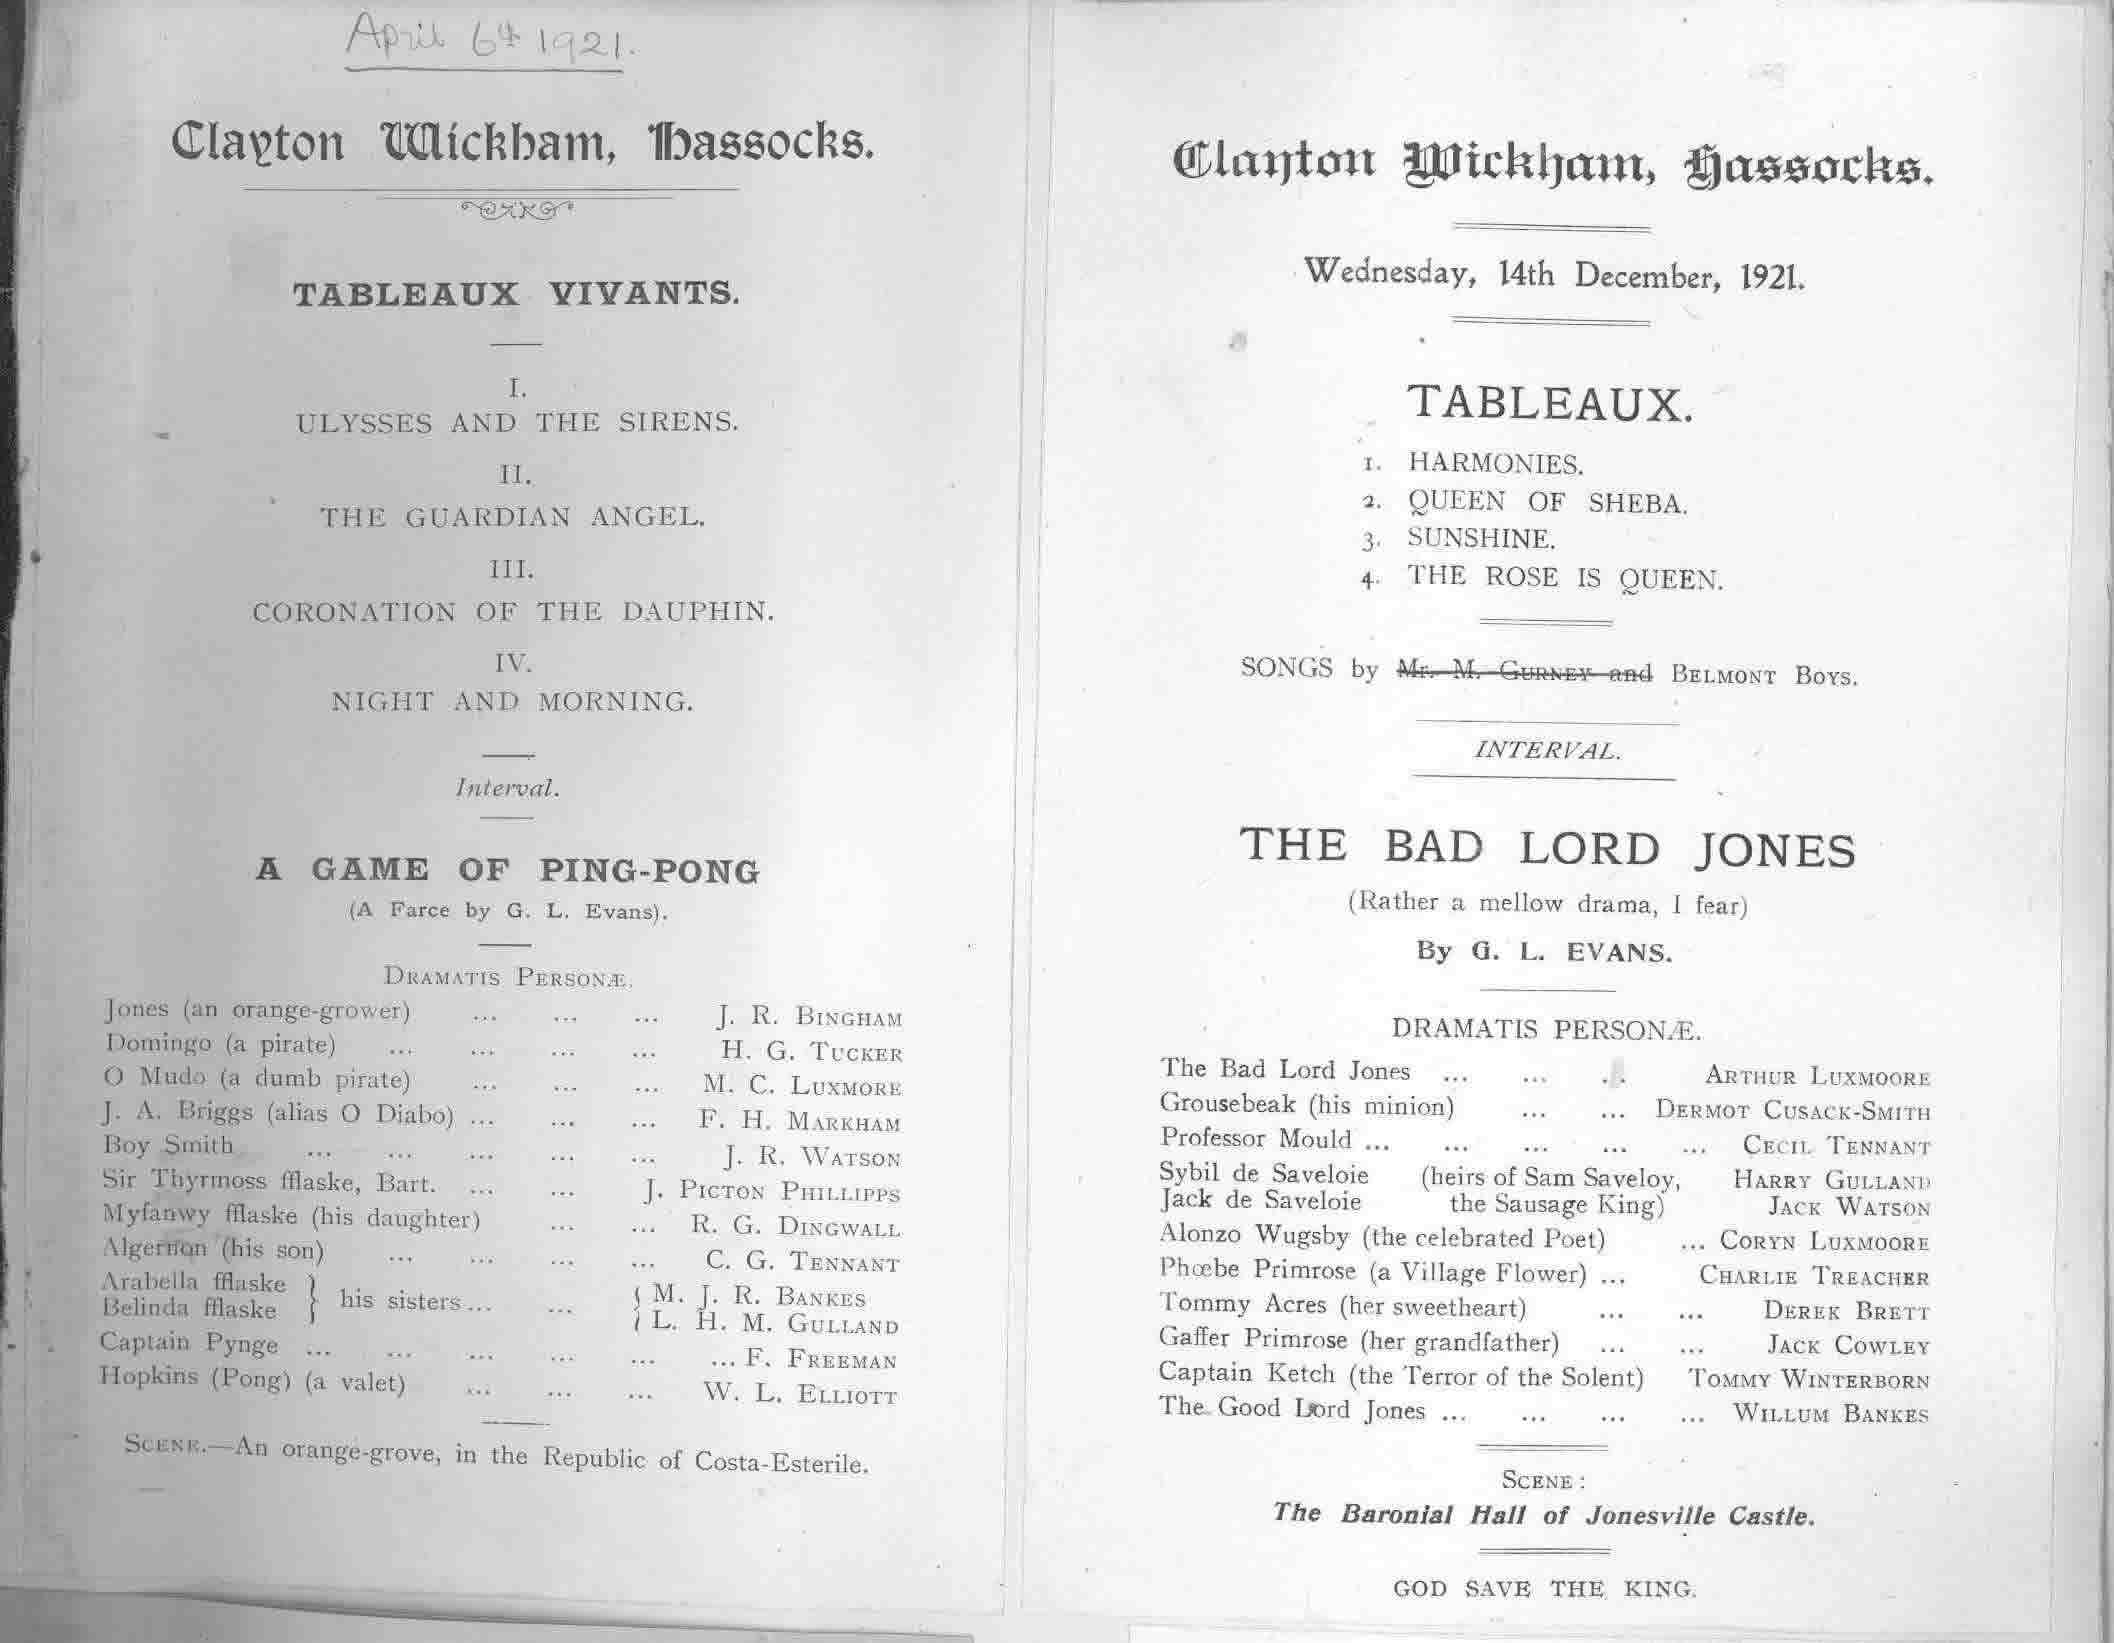 April 6th 1921.
Clayton Wickham, Hassocks.
TABLEAUX VIVANTS.
I.
ULYSSES AND THE SIRENS.
II.
THE GUARDIAN ANGEL.
III.
CORONATION OF THE DAUPHIN.
IV.
NIGHT AND MORNING.
Interval.
A GAME OF PING-PONG
(A Farce by G. L. Evans).
DRAMATIS PERSONÆ.
Jones (an orange-grower) ... ... ... J. R. BINGHAM
Domingo (a pirate) ... ... ... ... H. G. TUCKER
O Mudo (a dumb pirate) ... ... ... M. C. LUXMORE
J. A. Briggs (alias O Diabo) ... ... ... F. H. MARKHAM
Boy Smith ... ... ... ... ... J. R. WATSON
Sir Thyrmoss fflaske, Bart. ... ... J. PICTON PHILLIPPS
Myfanwy fflaske (his daughter) ... ... R. G. DINGWALL
Algernon (his son) ... ... ... ... C. G. TENNANT
Arabella fflaske } his sisters ... ... { M. J. R. BANKES
Belinda fflaske } { L. H. M. GULLAND
Captain Pynge ... ... ... ... ... ... F. FREEMAN
Hopkins (Pong) (a valet) ... ... ... W. L. ELLIOTT
SCENE.—An orange-grove, in the Republic of Costa-Esterile.
Clayton Wickham, Hassocks.
Wednesday, 14th December, 1921.
TABLEAUX.
1. HARMONIES.
2. QUEEN OF SHEBA.
3. SUNSHINE.
4. THE ROSE IS QUEEN.
SONGS by Mr. M. GURNEY and BELMONT BOYS.
INTERVAL.
THE BAD LORD JONES
(Rather a mellow drama, I fear)
By G. L. EVANS.
DRAMATIS PERSONÆ.
The Bad Lord Jones ... ... ... ARTHUR LUXMOORE
Grousebeak (his minion) ... ... DERMOT CUSACK-SMITH
Professor Mould ... ... ... ... ... CECIL TENNANT
Sybil de Saveloie (heirs of Sam Saveloy, HARRY GULLAND
Jack de Saveloie the Sausage King) JACK WATSON
Alonzo Wugsby (the celebrated Poet) ... CORYN LUXMOORE
Phœbe Primrose (a Village Flower) ... CHARLIE TREACHER
Tommy Acres (her sweetheart) ... ... DEREK BRETT
Gaffer Primrose (her grandfather) ... ... JACK COWLEY
Captain Ketch (the Terror of the Solent) TOMMY WINTERBORN
The Good Lord Jones ... ... ... ... WILLUM BANKES
SCENE:
The Baronial Hall of Jonesville Castle.
GOD SAVE THE KING.